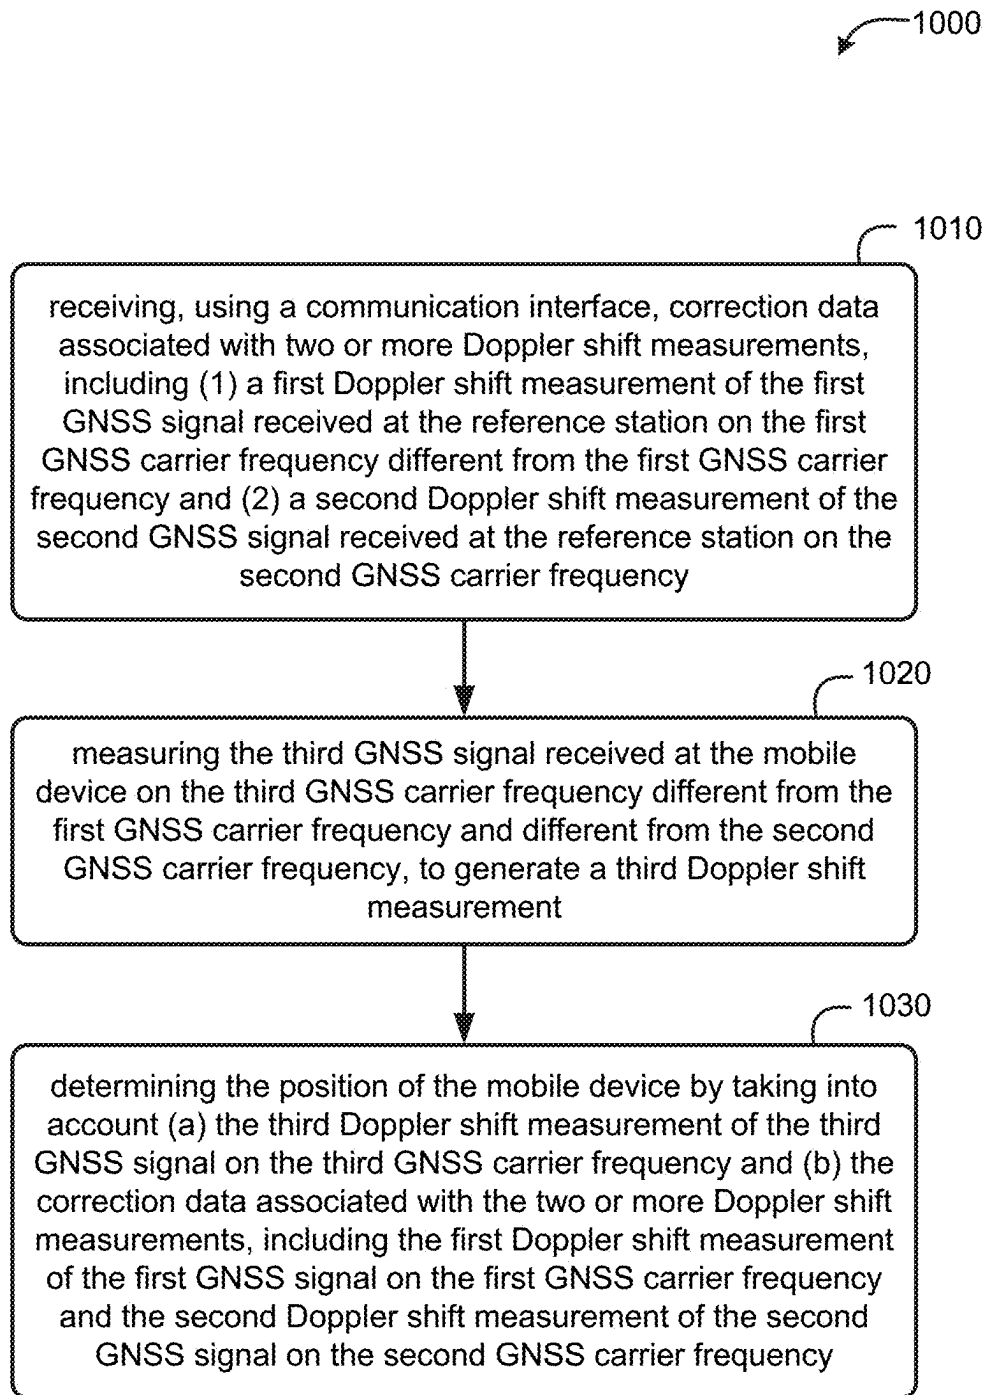 1000
1010
receiving, using a communication interface, correction data
associated with two or more Doppler shift measurements,
including (1) a first Doppler shift measurement of the first
GNSS signal received at the reference station on the first
GNSS carrier frequency different from the first GNSS carrier
frequency and (2) a second Doppler shift measurement of the
second GNSS signal received at the reference station on the
second GNSS carrier frequency
1020
measuring the third GNSS signal received at the mobile
device on the third GNSS carrier frequency different from the
first GNSS carrier frequency and different from the second
GNSS carrier frequency, to generate a third Doppler shift
measurement
1030
determining the position of the mobile device by taking into
account (a) the third Doppler shift measurement of the third
GNSS signal on the third GNSS carrier frequency and (b) the
correction data associated with the two or more Doppler shift
measurements, including the first Doppler shift measurement
of the first GNSS signal on the first GNSS carrier frequency
and the second Doppler shift measurement of the second
GNSS signal on the second GNSS carrier frequency